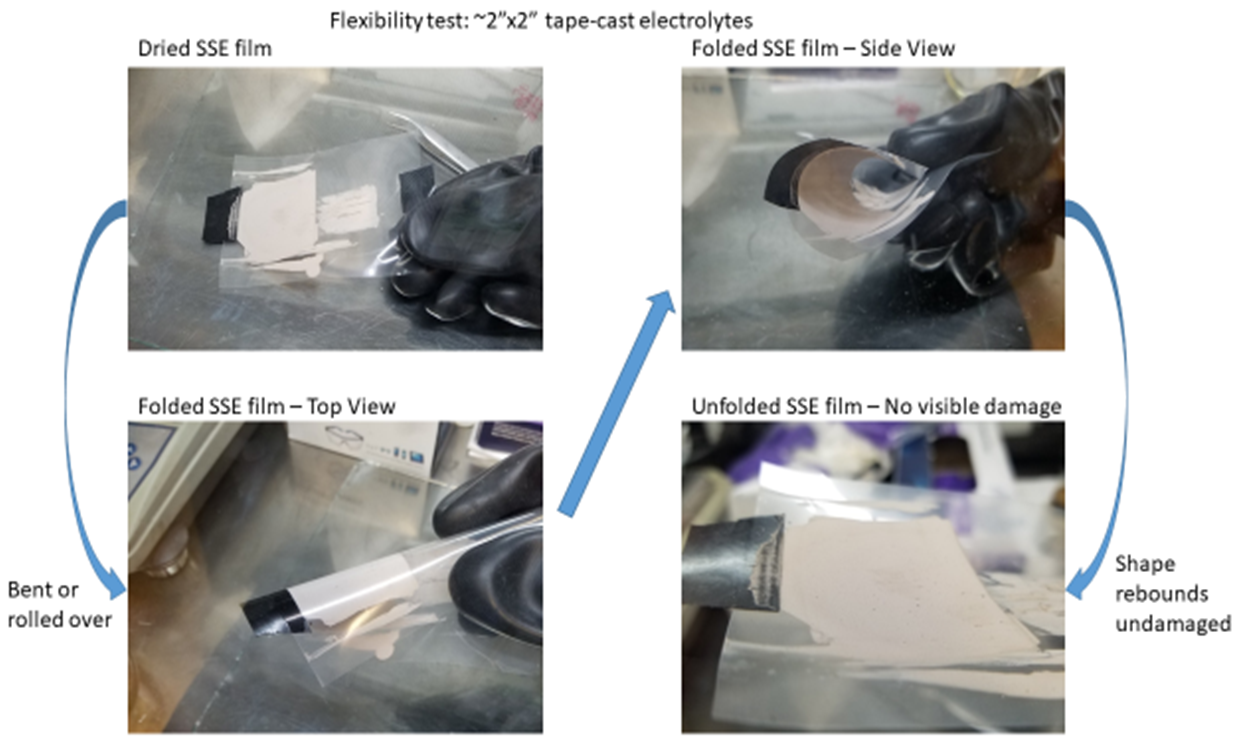 Flexibility test: ~2”x2” tape-cast electrolytes
Dried SSE film
Folded SSE film – Side View
Folded SSE film – Top View
Unfolded SSE film – No visible damage
Bent or
rolled over
Shape
rebounds
undamaged